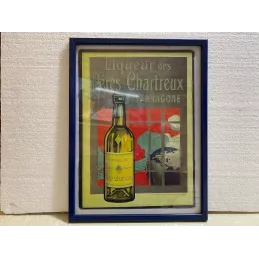 Liqueur des
Pères Chartreux
TARRAGONE